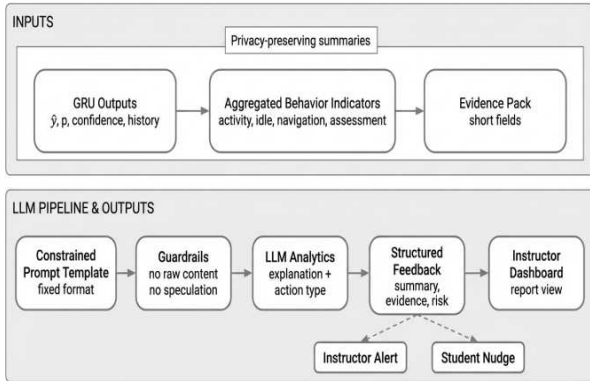 INPUTS
Privacy-preserving summaries
GRU Outputs
ŷ, p, confidence, history
Aggregated Behavior Indicators
activity, idle, navigation, assessment
Evidence Pack
short fields
LLM PIPELINE & OUTPUTS
Constrained
Prompt Template
fixed format
Guardrails
no raw content
no speculation
LLM Analytics
explanation +
action type
Structured
Feedback
summary,
evidence, risk
Instructor
Dashboard
report view
Instructor Alert
Student Nudge